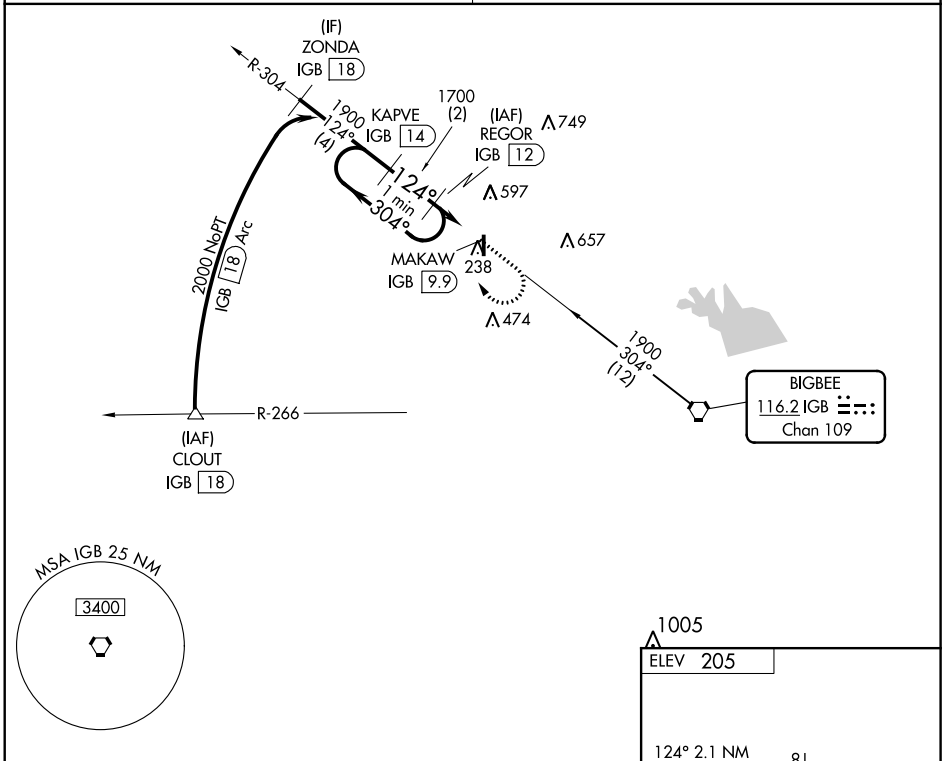 (IF)
ZONDA
IGB 18
R-304
1900
124°
(4)
KAPVE
IGB 14
1700
(2)
(IAF)
REGOR
IGB 12
749
597
124°
1 min
304°
657
MAKAW
IGB 9.9
238
474
2000 NoPT
IGB 18 Arc
1900
304°
(12)
BIGBEE
116.2 IGB
Chan 109
R-266
(IAF)
CLOUT
IGB 18
MSA IGB 25 NM
3400
1005
ELEV 205
124° 2.1 NM